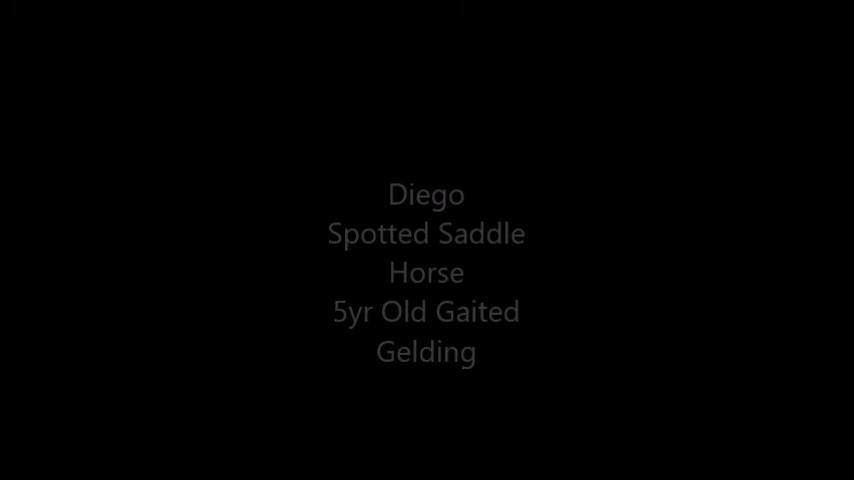 Diego
Spotted Saddle
Horse
5yr Old Gaited
Gelding